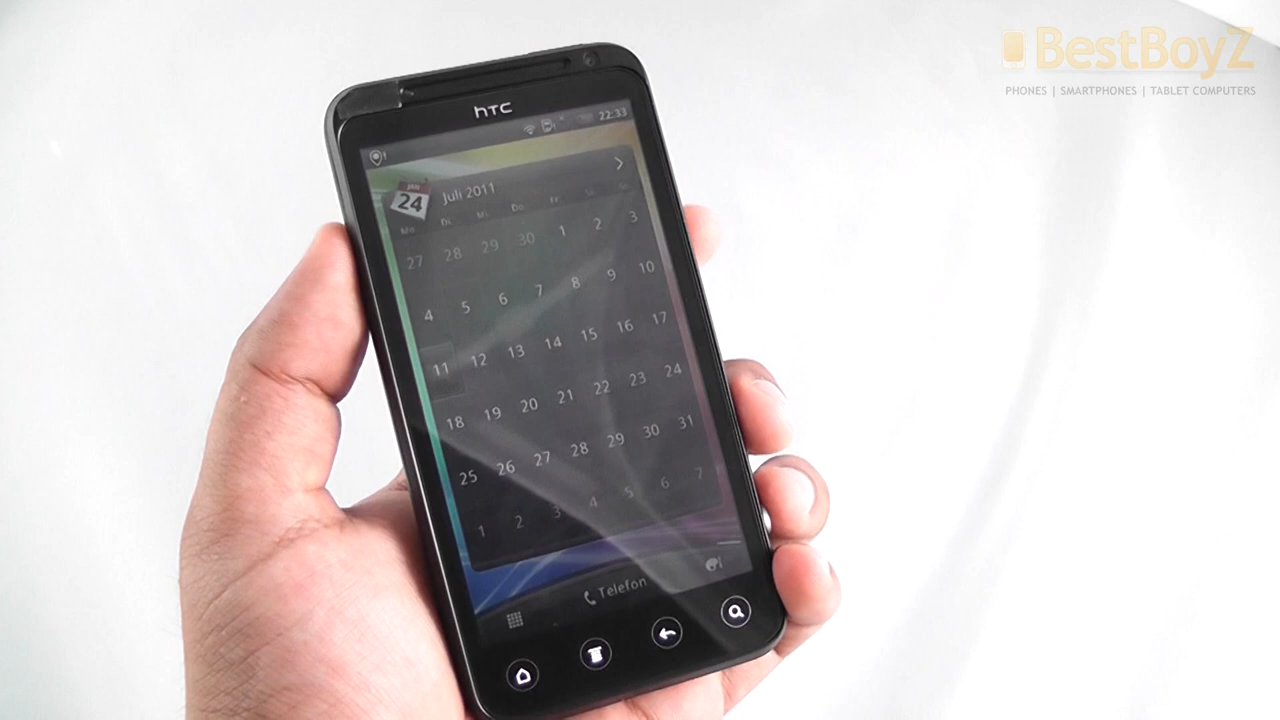 BestBoyZ
PHONES | SMARTPHONES | TABLET COMPUTERS
hTC
22:33
JAN
24
Juli 2011
Mo Di Mi Do Fr Sa So
27 28 29 30 1 2 3
4 5 6 7 8 9 10
11 12 13 14 15 16 17
18 19 20 21 22 23 24
25 26 27 28 29 30 31
1 2 3 4 5 6 7
Telefon